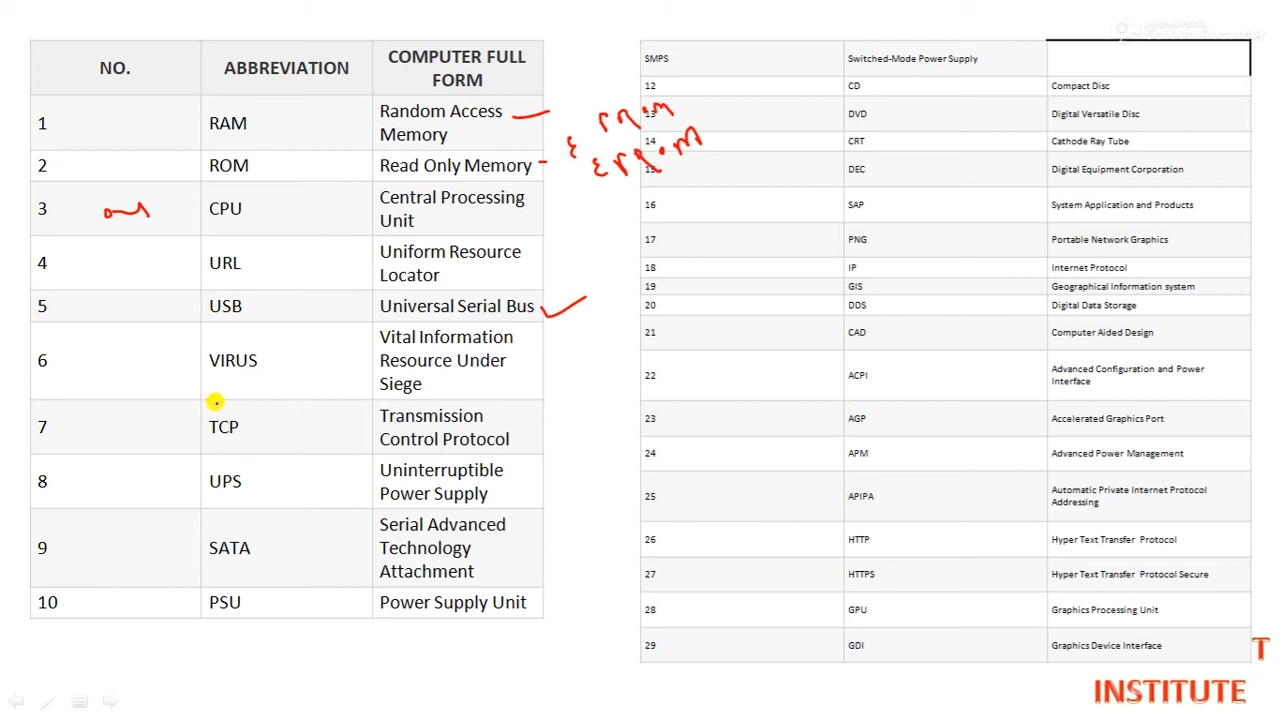 NO. ABBREVIATION COMPUTER FULL
FORM
1 RAM Random Access
Memory
2 ROM Read Only Memory
3 CPU Central Processing
Unit
4 URL Uniform Resource
Locator
5 USB Universal Serial Bus
6 VIRUS Vital Information
Resource Under
Siege
7 TCP Transmission
Control Protocol
8 UPS Uninterruptible
Power Supply
9 SATA Serial Advanced
Technology
Attachment
10 PSU Power Supply Unit
SMPS Switched-Mode Power Supply
12 CD Compact Disc
13 DVD Digital Versatile Disc
14 CRT Cathode Ray Tube
15 DEC Digital Equipment Corporation
16 SAP System Application and Products
17 PNG Portable Network Graphics
18 IP Internet Protocol
19 GIS Geographical Information system
20 DDS Digital Data Storage
21 CAD Computer Aided Design
22 ACPI Advanced Configuration and Power
Interface
23 AGP Accelerated Graphics Port
24 APM Advanced Power Management
25 APIPA Automatic Private Internet Protocol
Addressing
26 HTTP Hyper Text Transfer Protocol
27 HTTPS Hyper Text Transfer Protocol Secure
28 GPU Graphics Processing Unit
29 GDI Graphics Device Interface
T
INSTITUTE